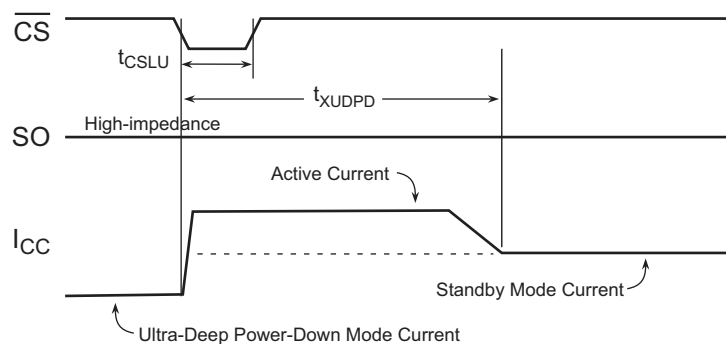 CS
tCSLU
tXUDPD
High-impedance
SO
Active Current
ICC
Standby Mode Current
Ultra-Deep Power-Down Mode Current